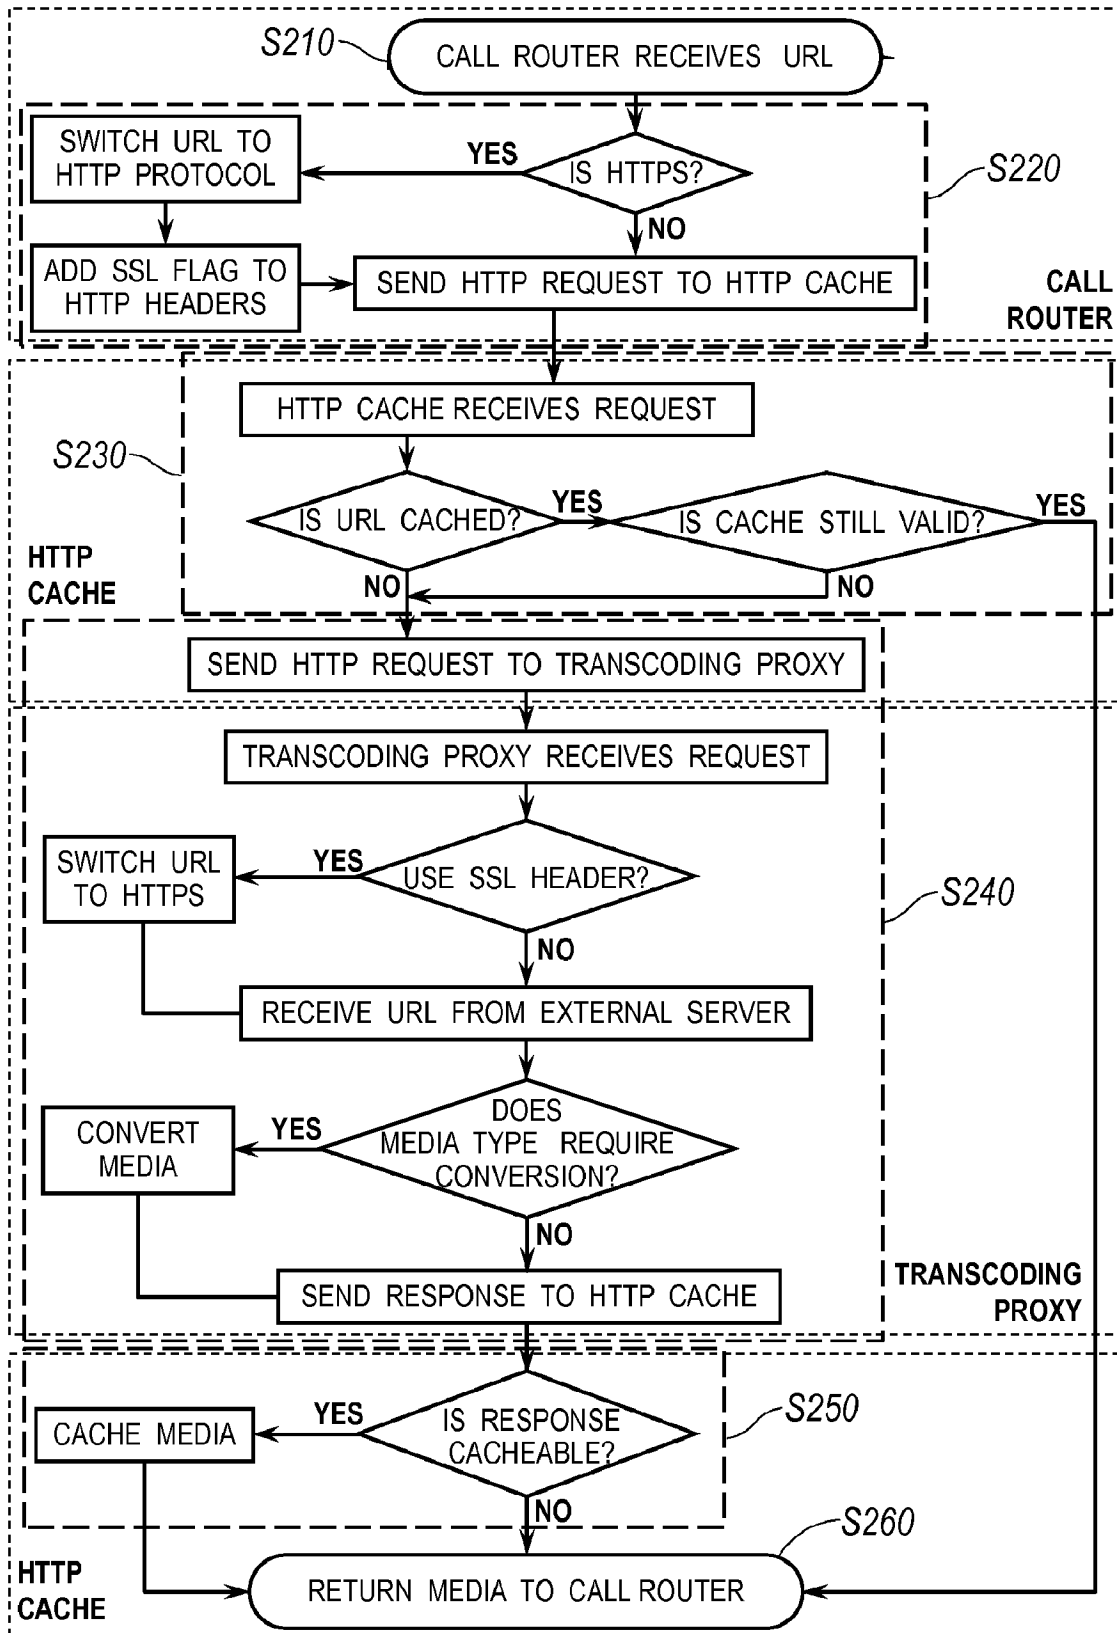 S210
CALL ROUTER RECEIVES URL
SWITCH URL TO
HTTP PROTOCOL
YES
IS HTTPS?
S220
NO
ADD SSL FLAG TO
HTTP HEADERS
SEND HTTP REQUEST TO HTTP CACHE
CALL
ROUTER
HTTP CACHE RECEIVES REQUEST
S230
IS URL CACHED?
YES
IS CACHE STILL VALID?
YES
HTTP
CACHE
NO
NO
SEND HTTP REQUEST TO TRANSCODING PROXY
TRANSCODING PROXY RECEIVES REQUEST
SWITCH URL
TO HTTPS
YES
USE SSL HEADER?
S240
NO
RECEIVE URL FROM EXTERNAL SERVER
CONVERT
MEDIA
YES
DOES
MEDIA TYPE REQUIRE
CONVERSION?
NO
SEND RESPONSE TO HTTP CACHE
TRANSCODING
PROXY
CACHE MEDIA
YES
IS RESPONSE
CACHEABLE?
S250
NO
S260
HTTP
CACHE
RETURN MEDIA TO CALL ROUTER